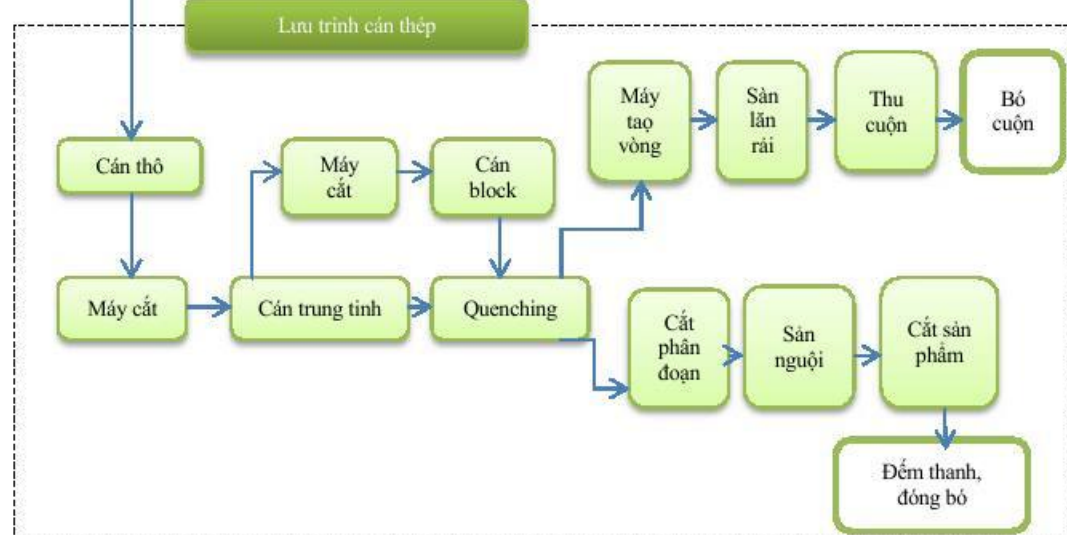 Lưu trình cán thép
Cán thô
Máy cắt
Cán trung tinh
Máy
cắt
Cán
block
Quenching
Máy
taọ
vòng
Sàn
lăn
rải
Thu
cuộn
Bó
cuộn
Cắt
phân
đoạn
Sàn
nguội
Cắt sản
phẩm
Đếm thanh,
đóng bó